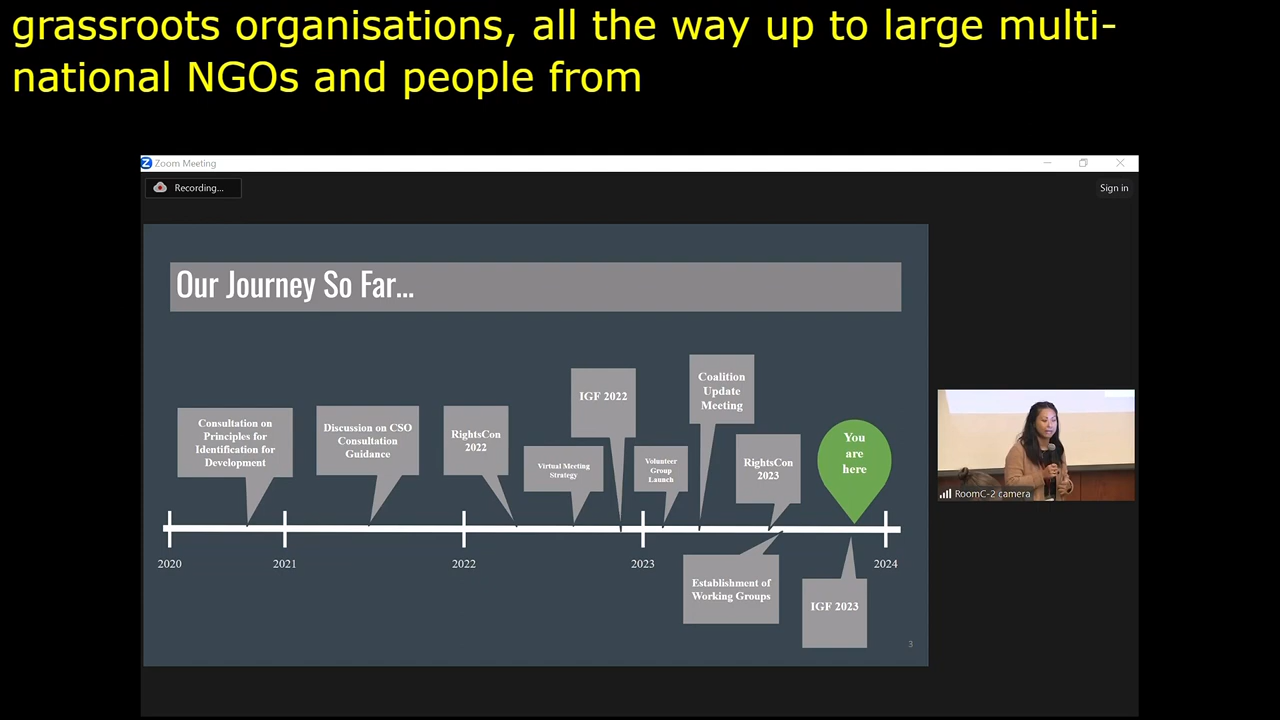 grassroots organisations, all the way up to large multi-
national NGOs and people from
Zoom Meeting
Recording...
Sign in
Our Journey So Far...
Consultation on
Principles for
Identification for
Development
Discussion on CSO
Consultation
Guidance
RightsCon
2022
Virtual Meeting
Strategy
IGF 2022
Volunteer
Group
Launch
Coalition
Update
Meeting
RightsCon
2023
You
are
here
2020
2021
2022
2023
2024
Establishment of
Working Groups
IGF 2023
3
RoomC-2 camera